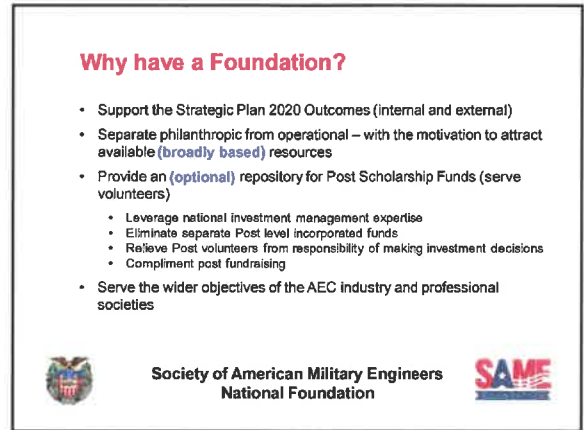 Why have a Foundation?
• Support the Strategic Plan 2020 Outcomes (internal and external)
• Separate philanthropic from operational – with the motivation to attract
available (broadly based) resources
• Provide an (optional) repository for Post Scholarship Funds (serve
volunteers)
• Leverage national investment management expertise
• Eliminate separate Post level incorporated funds
• Relieve Post volunteers from responsibility of making investment decisions
• Compliment post fundraising
• Serve the wider objectives of the AEC industry and professional
societies
Society of American Military Engineers
National Foundation
SAME